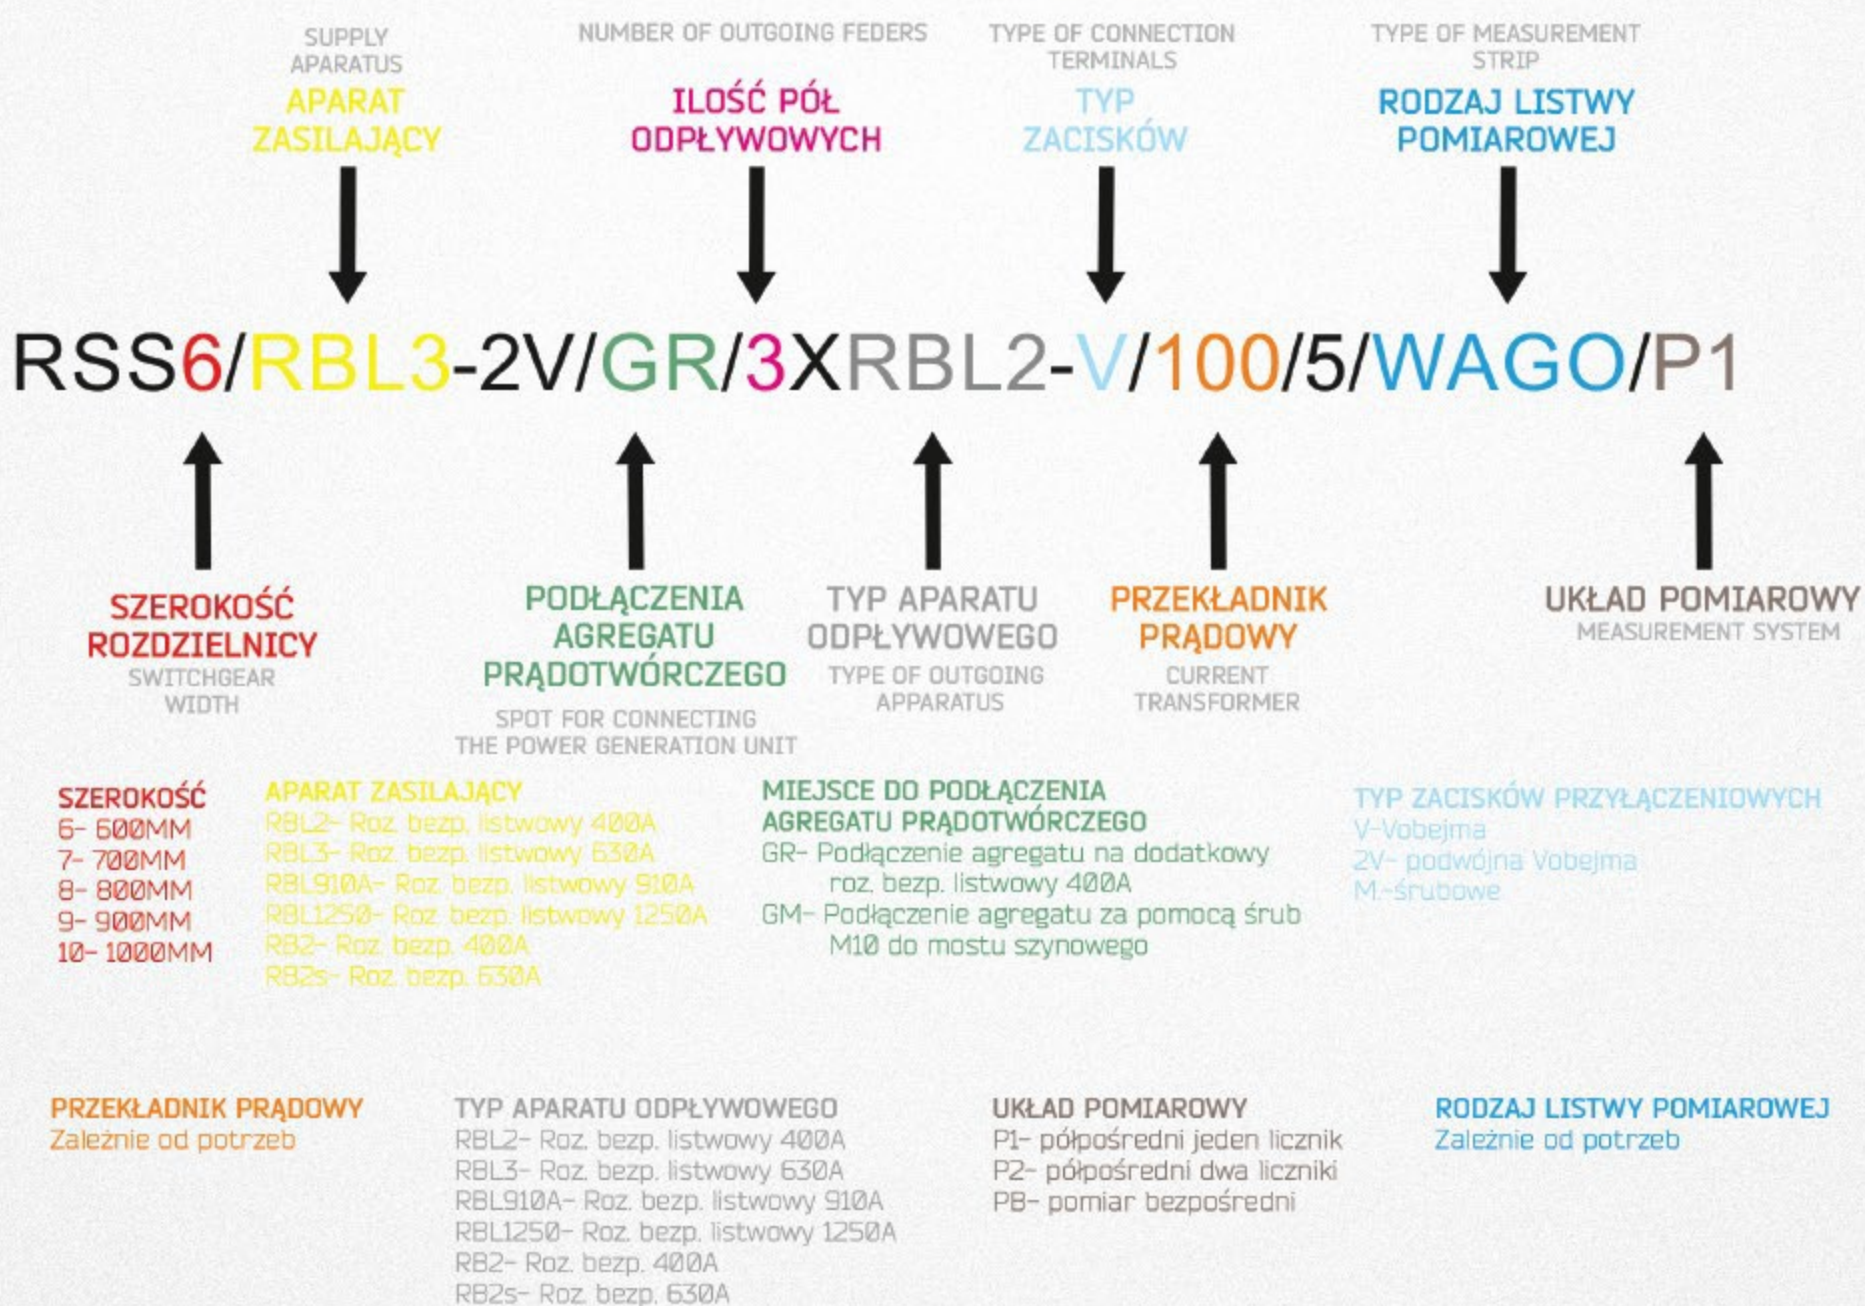 SUPPLY
APARATUS
APARAT
ZASILAJĄCY
NUMBER OF OUTGOING FEDERS
ILOŚĆ PÓŁ
ODPŁYWOWYCH
TYPE OF CONNECTION
TERMINALS
TYP
ZACISKÓW
TYPE OF MEASUREMENT
STRIP
RODZAJ LISTWY
POMIAROWEJ
RSS6/RBL3-2V/GR/3XRBL2-V/100/5/WAGO/P1
SZEROKOŚĆ
ROZDZIELNICY
SWITCHGEAR
WIDTH
PODŁĄCZENIA
AGREGATU
PRĄDOTWÓRCZEGO
SPOT FOR CONNECTING
THE POWER GENERATION UNIT
TYP APARATU
ODPŁYWOWEGO
TYPE OF OUTGOING
APPARATUS
PRZEKŁADNIK
PRĄDOWY
CURRENT
TRANSFORMER
UKŁAD POMIAROWY
MEASUREMENT SYSTEM
SZEROKOŚĆ
6- 600MM
7- 700MM
8- 800MM
9- 900MM
10- 1000MM
APARAT ZASILAJĄCY
RBL2- Roz. bezp. listwowy 400A
RBL3- Roz. bezp. listwowy 630A
RBL910A- Roz. bezp. listwowy 910A
RBL1250- Roz. bezp. listwowy 1250A
RB2- Roz. bezp. 400A
RB2s- Roz. bezp. 630A
MIEJSCE DO PODŁĄCZENIA
AGREGATU PRĄDOTWÓRCZEGO
GR- Podłączenie agregatu na dodatkowy
roz. bezp. listwowy 400A
GM- Podłączenie agregatu za pomocą śrub
M10 do mostu szynowego
TYP ZACISKÓW PRZYŁĄCZENIOWYCH
V-Vobejma
2V- podwójna Vobejma
M.-śrubowe
PRZEKŁADNIK PRĄDOWY
Zależnie od potrzeb
TYP APARATU ODPŁYWOWEGO
RBL2- Roz. bezp. listwowy 400A
RBL3- Roz. bezp. listwowy 630A
RBL910A- Roz. bezp. listwowy 910A
RBL1250- Roz. bezp. listwowy 1250A
RB2- Roz. bezp. 400A
RB2s- Roz. bezp. 630A
UKŁAD POMIAROWY
P1- półpośredni jeden licznik
P2- półpośredni dwa liczniki
PB- pomiar bezpośredni
RODZAJ LISTWY POMIAROWEJ
Zależnie od potrzeb